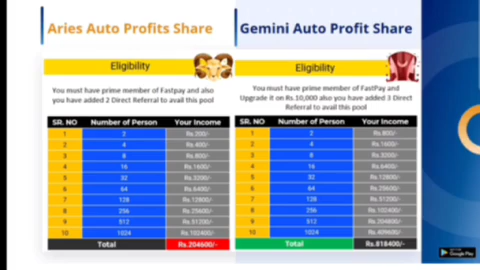 Aries Auto Profits Share
Eligibility
You must have prime member of Fastpay and also
you have added 2 Direct Referral to avail this pool
SR. NO Number of Person Your Income
1 2 Rs.200/-
2 4 Rs.400/-
3 8 Rs.800/-
4 16 Rs.1600/-
5 32 Rs.3200/-
6 64 Rs.6400/-
7 128 Rs.12800/-
8 256 Rs.25600/-
9 512 Rs.51200/-
10 1024 Rs.102400/-
Total Rs.204600/-
Gemini Auto Profit Share
Eligibility
You must have prime member of FastPay and
Upgrade it on Rs.10,000 also you have added 3 Direct
Referral to avail this pool
SR. NO Number of Person Your Income
1 2 Rs.800/-
2 4 Rs.1600/-
3 8 Rs.3200/-
4 16 Rs.6400/-
5 32 Rs.12800/-
6 64 Rs.25600/-
7 128 Rs.51200/-
8 256 Rs.102400/-
9 512 Rs.204800/-
10 1024 Rs.409600/-
Total Rs.818400/-
Google Play